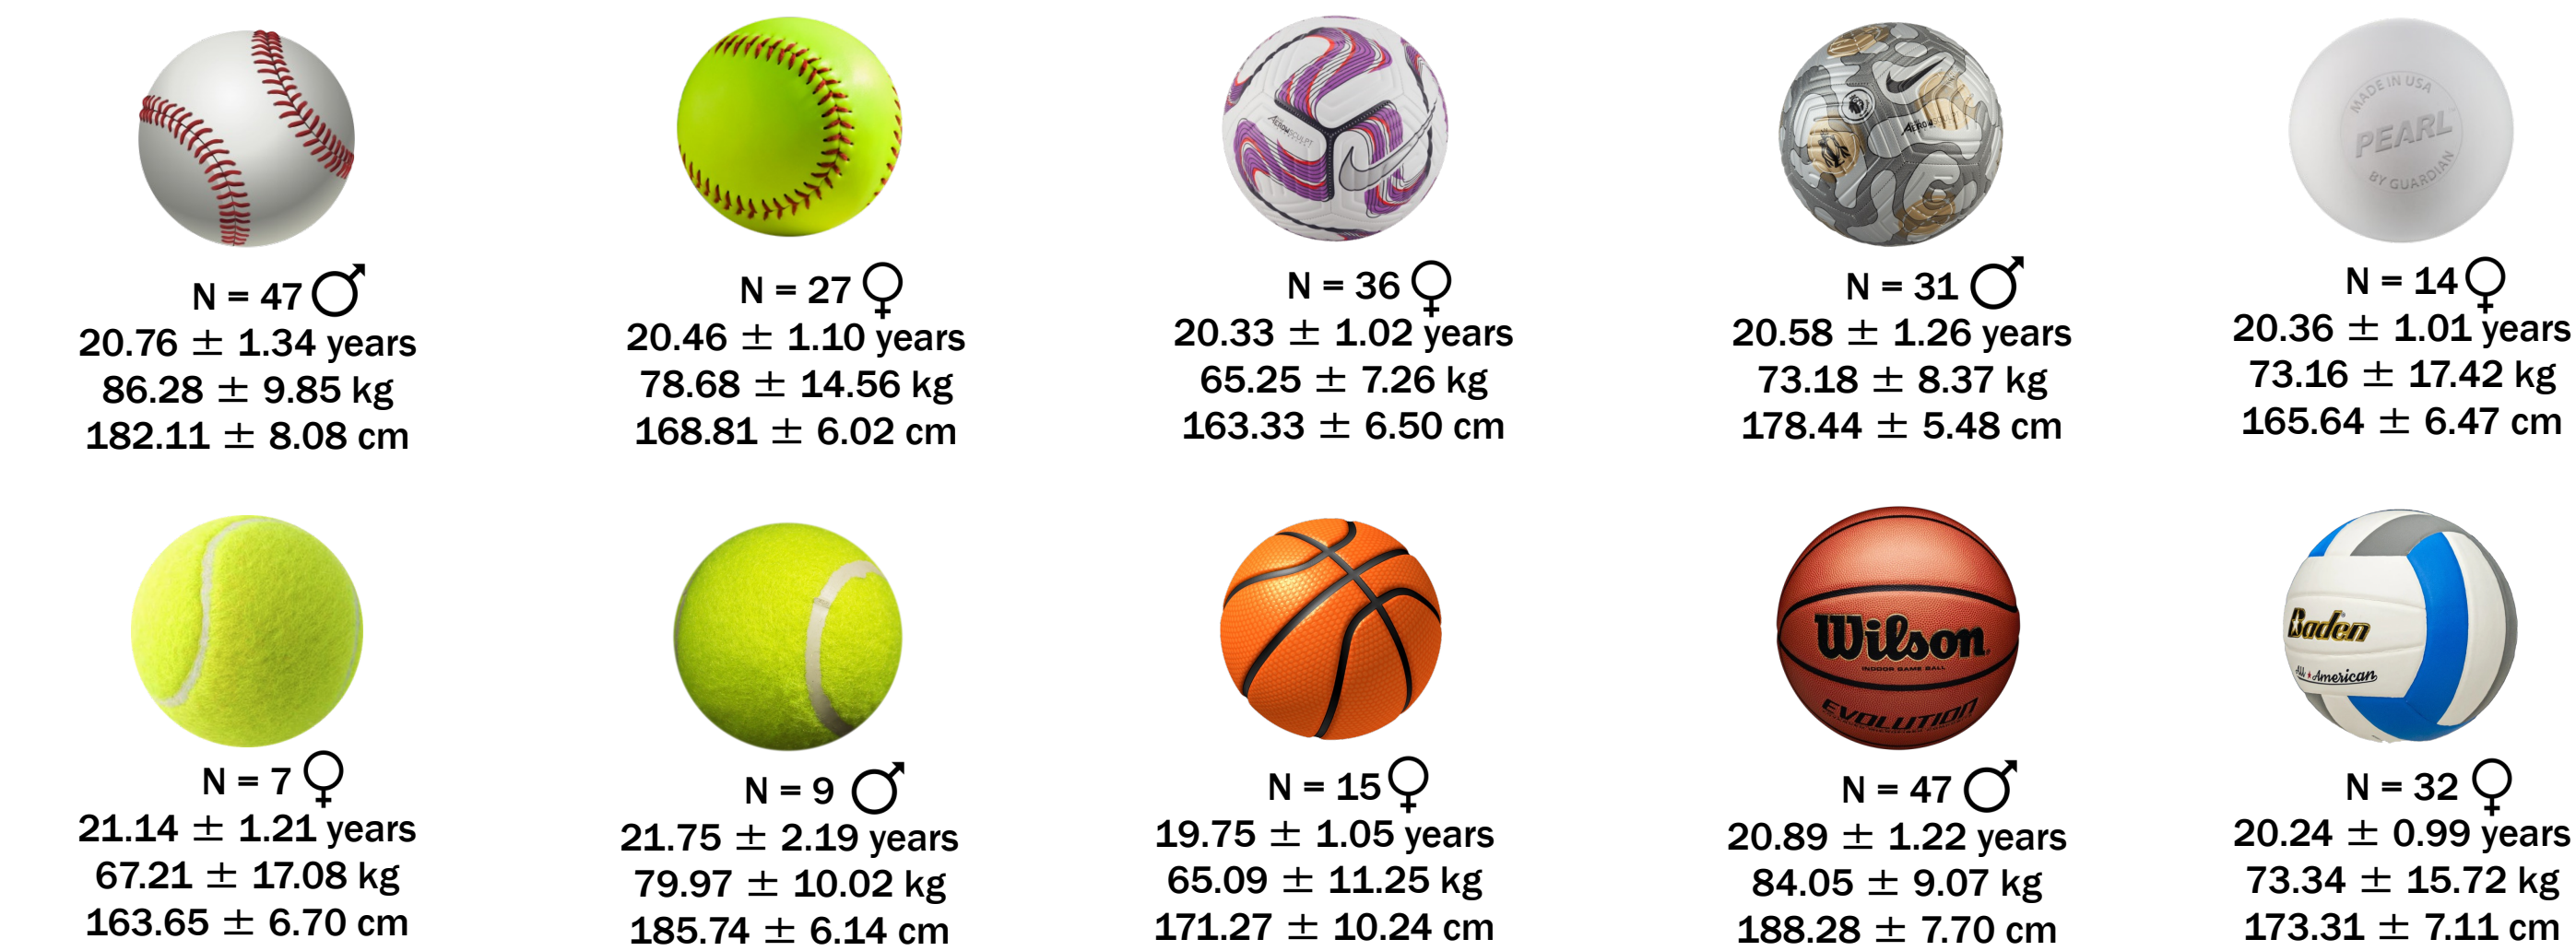 AEROWSCULPT
AEROWSCULPT
MADE IN USA
PEARL
BY GUARDIAN
N = 47 ♂
20.76 ± 1.34 years
86.28 ± 9.85 kg
182.11 ± 8.08 cm
N = 27 ♀
20.46 ± 1.10 years
78.68 ± 14.56 kg
168.81 ± 6.02 cm
N = 36 ♀
20.33 ± 1.02 years
65.25 ± 7.26 kg
163.33 ± 6.50 cm
N = 31 ♂
20.58 ± 1.26 years
73.18 ± 8.37 kg
178.44 ± 5.48 cm
N = 14 ♀
20.36 ± 1.01 years
73.16 ± 17.42 kg
165.64 ± 6.47 cm
Wilson
INDOOR GAME BALL
EVOLUTION
Baden
All ★ American
N = 7 ♀
21.14 ± 1.21 years
67.21 ± 17.08 kg
163.65 ± 6.70 cm
N = 9 ♂
21.75 ± 2.19 years
79.97 ± 10.02 kg
185.74 ± 6.14 cm
N = 15 ♀
19.75 ± 1.05 years
65.09 ± 11.25 kg
171.27 ± 10.24 cm
N = 47 ♂
20.89 ± 1.22 years
84.05 ± 9.07 kg
188.28 ± 7.70 cm
N = 32 ♀
20.24 ± 0.99 years
73.34 ± 15.72 kg
173.31 ± 7.11 cm